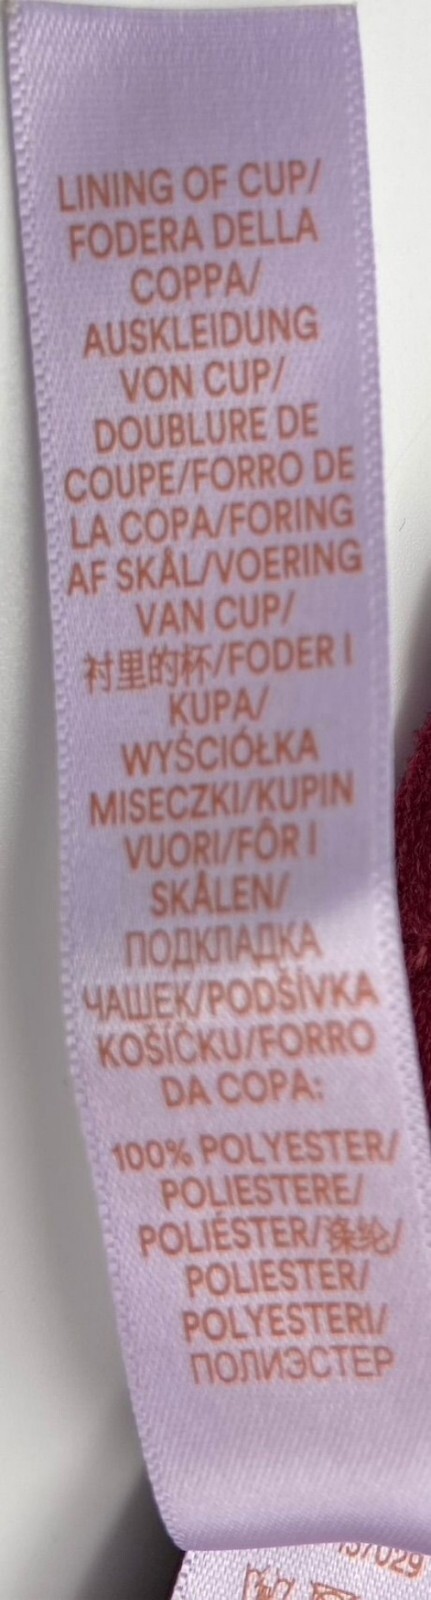 LINING OF CUP/
FODERA DELLA
COPPA/
AUSKLEIDUNG
VON CUP/
DOUBLURE DE
COUPE/FORRO DE
LA COPA/FORING
AF SKÅL/VOERING
VAN CUP/
衬里的杯/FODER I
KUPA/
WYŚCIÓŁKA
MISECZKI/KUPIN
VUORI/FÔR I
SKÅLEN/
ПОДКЛАДКА
ЧАШЕК/PODŠÍVKA
KOŠÍČKU/FORRO
DA COPA:
100% POLYESTER/
POLIESTERE/
POLIÉSTER/涤纶/
POLIESTER/
POLYESTERI/
ПОЛИЭСТЕР